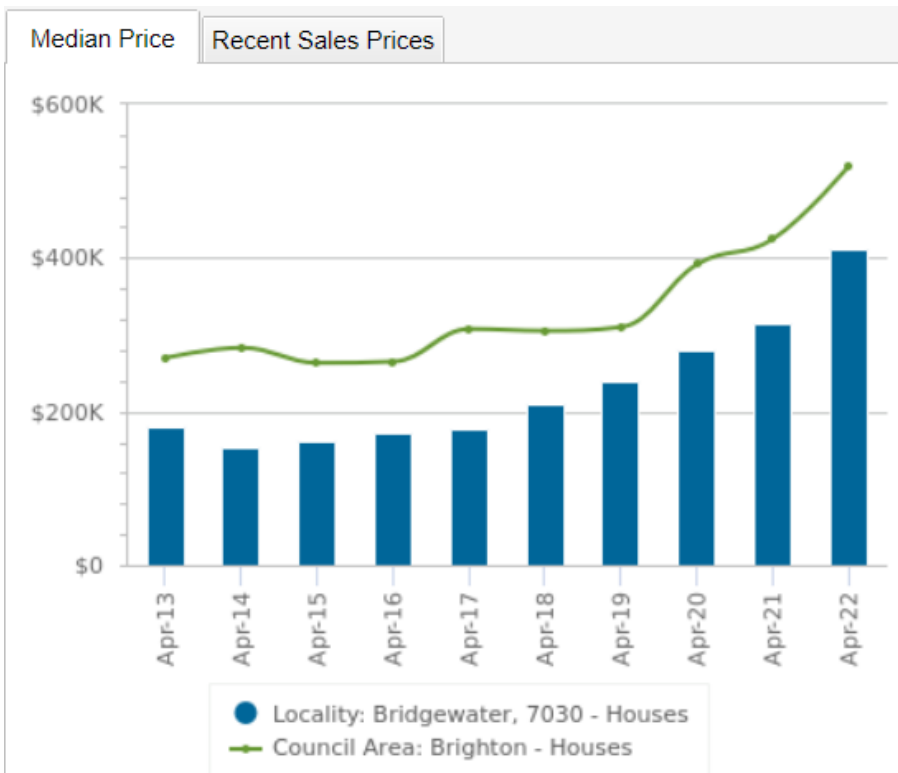 Median Price
Recent Sales Prices
$600K
$400K
$200K
$0
Apr-13
Apr-14
Apr-15
Apr-16
Apr-17
Apr-18
Apr-19
Apr-20
Apr-21
Apr-22
Locality: Bridgewater, 7030 - Houses
Council Area: Brighton - Houses